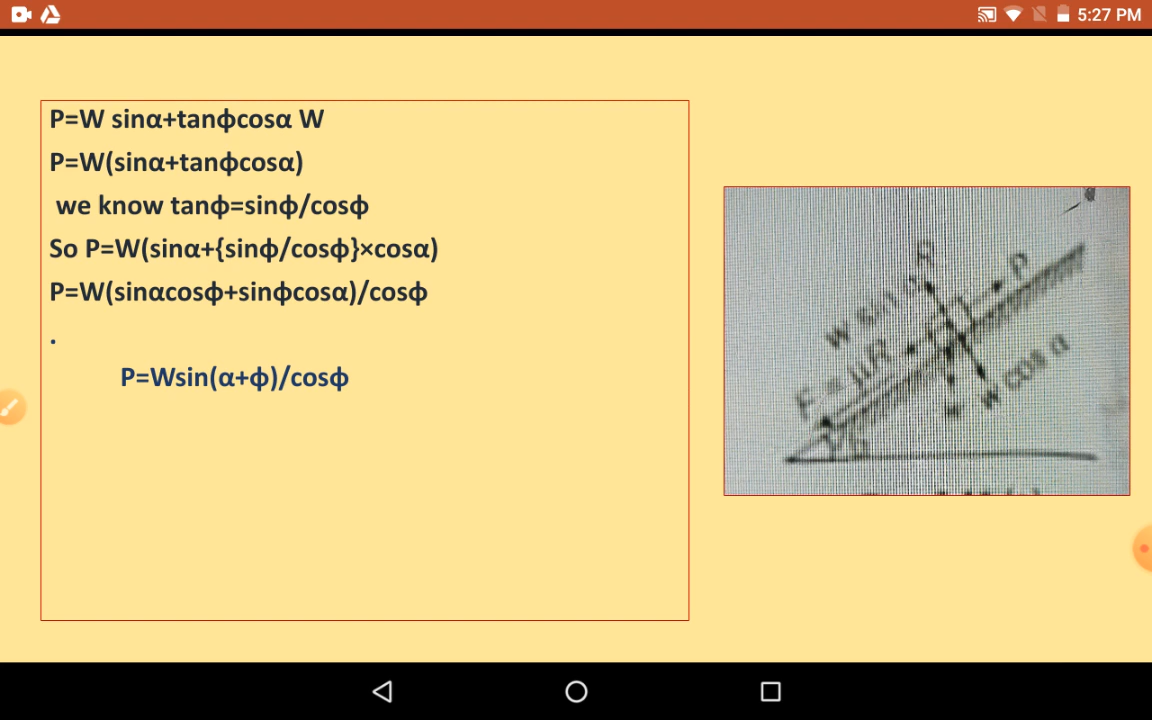 5:27 PM
P=W sinα+tanϕcosα W
P=W(sinα+tanϕcosα)
we know tanϕ=sinϕ/cosϕ
So P=W(sinα+{sinϕ/cosϕ}×cosα)
P=W(sinαcosϕ+sinϕcosα)/cosϕ
.
P=Wsin(α+ϕ)/cosϕ
R
P
W sin α
F = μR
W cos α
W